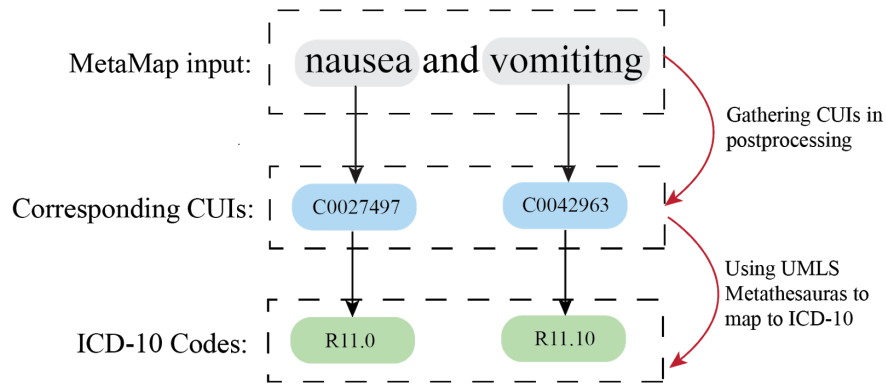 MetaMap input: nausea and vomititng
Gathering CUIs in
postprocessing
Corresponding CUIs: C0027497 C0042963
Using UMLS
Metathesauras to
map to ICD-10
ICD-10 Codes: R11.0 R11.10